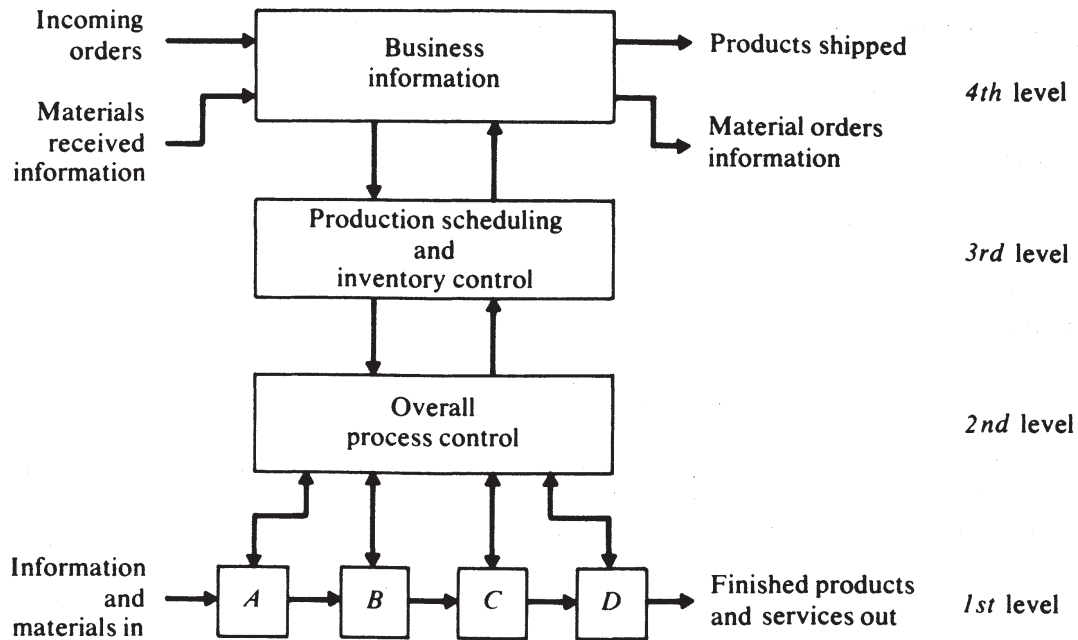 Incoming
orders
Business
information
Products shipped
4th level
Materials
received
information
Material orders
information
Production scheduling
and
inventory control
3rd level
Overall
process control
2nd level
Information
and
materials in
A
B
C
D
Finished products
and services out
1st level